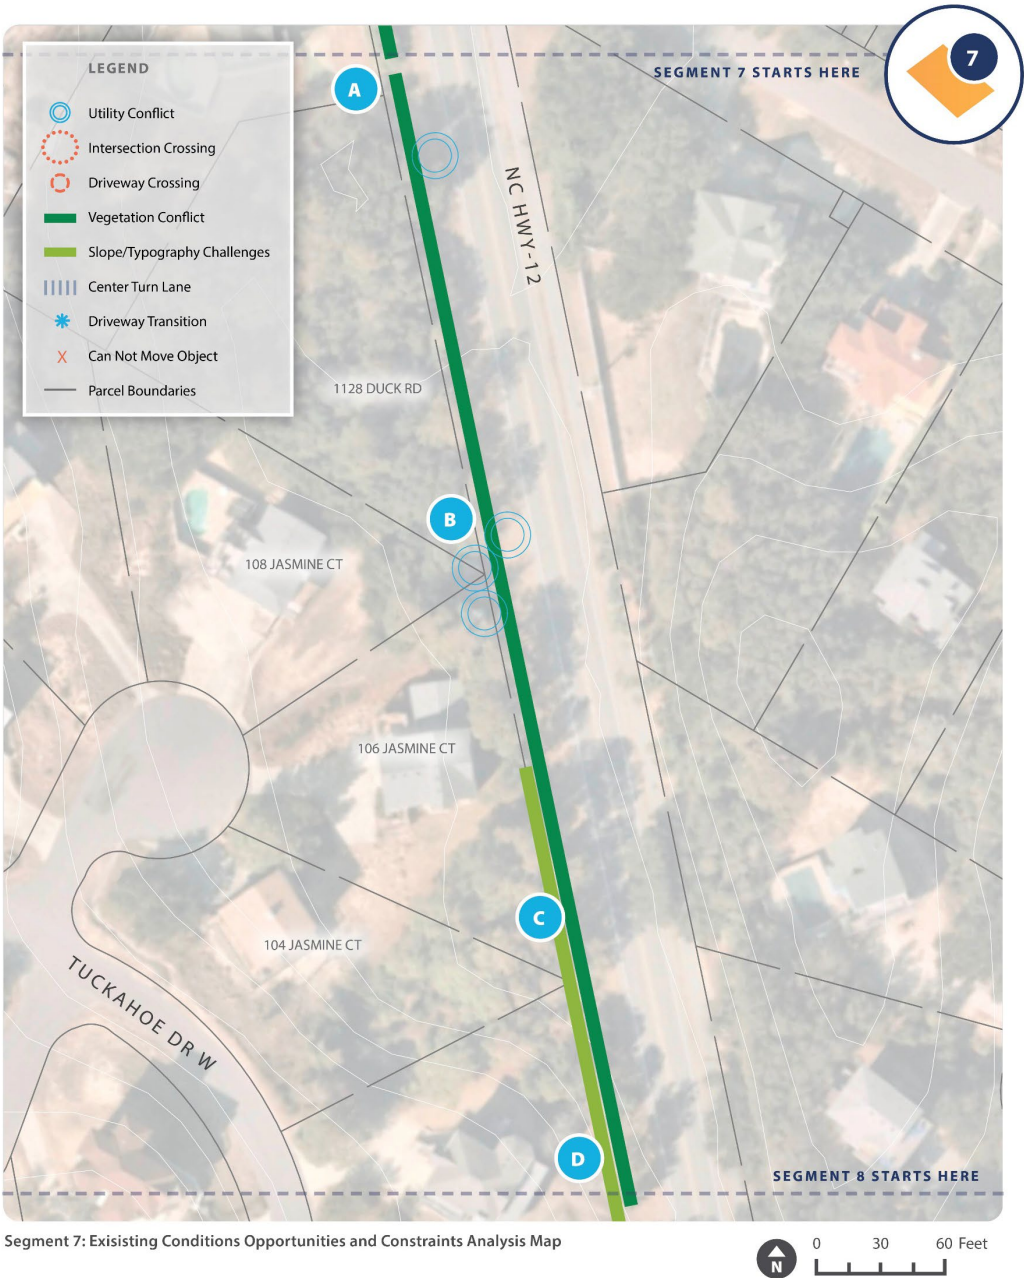 SEGMENT 7 STARTS HERE
7
LEGEND
Utility Conflict
Intersection Crossing
Driveway Crossing
Vegetation Conflict
Slope/Typography Challenges
Center Turn Lane
Driveway Transition
X Can Not Move Object
Parcel Boundaries
A
NC HWY-12
1128 DUCK RD
B
108 JASMINE CT
106 JASMINE CT
C
104 JASMINE CT
TUCKAHOE DR W
D
SEGMENT 8 STARTS HERE
Segment 7: Exisisting Conditions Opportunities and Constraints Analysis Map
N
0 30 60 Feet